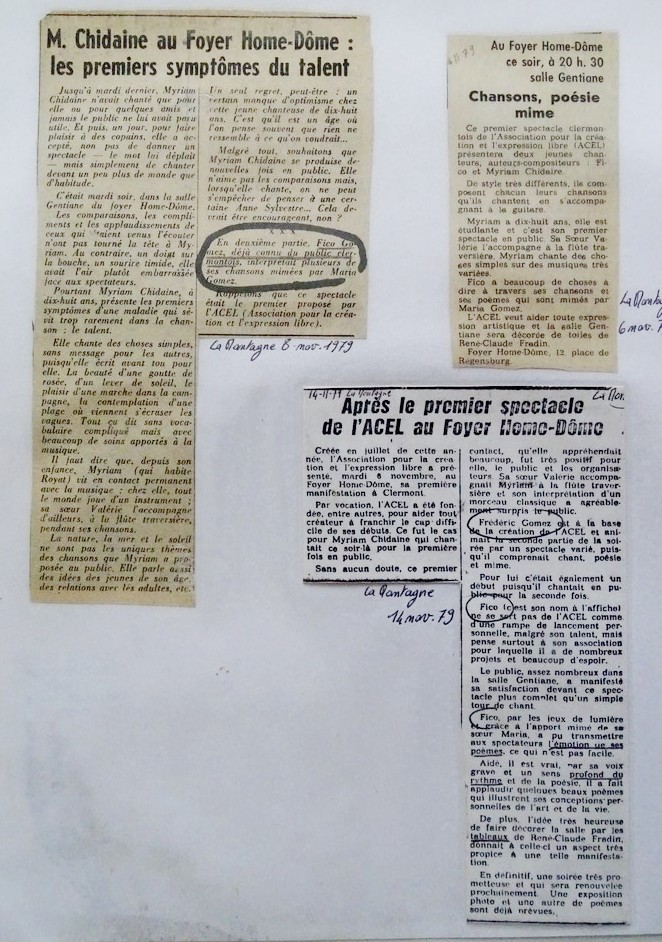 M. Chidaine au Foyer Home-Dôme :
les premiers symptômes du talent
Jusqu'à mardi dernier, Myriam
Chidaine n'avait chanté que pour
elle ou pour quelques amis et
jamais le public ne lui avait paru
utile. Et puis, un jour, pour faire
plaisir à des copains, elle a ac-
cepté, non pas de donner un
spectacle — le mot lui déplaît
— mais simplement de chanter
devant un peu plus de monde que
d'habitude.
C'était mardi soir, dans la salle
Gentiane du foyer Home-Dôme.
Les comparaisons, les compli-
ments et les applaudissements de
ceux qui étaient venus l'écouter
n'ont pas tourné la tête à My-
riam. Au contraire, un doigt sur
la bouche, un sourire timide, elle
avait l'air plutôt embarrassée
face aux spectateurs.
Pourtant Myriam Chidaine, à
dix-huit ans, présente les premiers
symptômes d'une maladie qui sé-
vit trop rarement dans la chan-
son : le talent.
Elle chante des choses simples,
sans message pour les autres,
puisqu'elle écrit avant tou pour
elle. La beauté d'une goutte de
rosée, d'un lever de soleil, le
plaisir d'une marche dans la cam-
pagne, la contemplation d'une
plage où viennent s'écraser les
vagues. Tout ça dit sans voca-
bulaire compliqué mais avec
beaucoup de soins apportés à la
musique.
Il faut dire que, depuis son
enfance, Myriam (qui habite
Royat) vit en contact permanent
avec la musique : chez elle, tout
le monde joue d'un instrument ;
sa sœur Valérie l'accompagne
d'ailleurs, à la flûte traversière,
pendant ses chansons.
La nature, la mer et le soleil
ne sont pas les uniques thèmes
des chansons que Myriam a pro-
posée au public. Elle parle aussi
des idées des jeunes de son âge,
des relations avec les adultes, etc.
Un seul regret, peut-être : un
certain manque d'optimisme chez
cette jeune chanteuse de dix-huit
ans. C'est qu'il est un âge où
l'on pense souvent que rien ne
ressemble à ce qu'on voudrait...
Malgré tout, souhaitons que
Myriam Chidaine se produise de
nouvelles fois en public. Elle
n'aime pas les comparaisons mais,
lorsqu'elle chante, on ne peut
s'empêcher de penser à une cer-
taine Anne Sylvestre... Cela de-
vrait être encourageant, non ?
x x x
En deuxième partie, Fico Go-
mez, déjà connu du public cler-
montois, interprétait plusieurs de
ses chansons mimées par Maria
Gomez.
Rappelons que ce spectacle
était le premier proposé par
l'ACEL (Association pour la créa-
tion et l'expression libre).
La Montagne 8 nov. 1979
6 11 79
Au Foyer Home-Dôme
ce soir, à 20 h. 30
salle Gentiane
Chansons, poésie
mime
Ce premier spectacle clermon-
tois de l'Association pour la créa-
tion et l'expression libre (ACEL)
présentera deux jeunes chan-
teurs, auteurs-compositeurs : Fi-
co et Myriam Chidaine.
De style très différents, ils com-
posent chacun leurs chansons
qu'ils chantent en s'accompa-
gnant à la guitare.
Myriam a dix-huit ans, elle est
étudiante et c'est son premier
spectacle en public. Sa Sœur Va-
lérie l'accompagne à la flûte tra-
versière, Myriam chante des cho-
ses simples sur des musiques très
variées.
Fico a beaucoup de choses à
dire à travers ses chansons et
ses poèmes qui sont mimés par
Maria Gomez.
L'ACEL veut aider toute expres-
sion artistique et la salle Gen-
tiane sera décorée de toiles de
René-Claude Fradin.
Foyer Home-Dôme, 12 place de
Regensburg.
La Montag
6 nov.
14-11-79 La Montagne
La Mon
Après le premier spectacle
de l'ACEL au Foyer Home-Dôme
Créée en juillet de cette an-
née, l'Association pour la créa-
tion et l'expression libre a pré-
senté, mardi 6 novembre, au
Foyer Home-Dôme, sa première
manifestation à Clermont.
Par vocation, l'ACEL a été fon-
dée, entre autres, pour aider tout
créateur à franchir le cap diffi-
cile de ses débuts. Ce fut le cas
pour Myriam Chidaine qui chan-
tait ce soir-là pour la première
fois en public.
Sans aucun doute, ce premier
La Montagne
14 nov. 79
contact, qu'elle appréhendait
beaucoup, fut très positif pour
elle, le public et les organisa-
teurs. Sa sœur Valérie accompa-
gnait Myriam à la flûte traver-
sière et son interprétation d'un
morceau classique a agréable-
ment surpris le public.
Frédéric Gomez est à la base
de la création de l'ACEL et ani-
mait la seconde partie de la soi-
rée par un spectacle varié, puis-
qu'il comprenait chant, poésie
et mime.
Pour lui c'était également un
début puisqu'il chantait en pu-
blic pour la seconde fois.
Fico (c'est son nom à l'affiche)
ne se sert pas de l'ACEL comme
d'une rampe de lancement per-
sonnelle, malgré son talent, mais
pense surtout à son association
pour laquelle il a de nombreux
projets et beaucoup d'espoir.
Le public, assez nombreux dans
la salle Gentiane, a manifesté
sa satisfaction devant ce spec-
tacle plus complet qu'un simple
tour de chant.
Fico, par les jeux de lumière
et grâce à l'apport mime de sa
sœur Maria, a pu transmettre
aux spectateurs l'émotion de ses
poèmes, ce qui n'est pas facile.
Aidé, il est vrai, par sa voix
grave et un sens profond du
rythme et de la poésie, il a fait
applaudir quelques beaux poèmes
qui illustrent ses conceptions per-
sonnelles de l'art et de la vie.
De plus, l'idée très heureuse
de faire décorer la salle par les
tableaux de René-Claude Fradin,
donnait à celle-ci un aspect très
propice à une telle manifesta-
tion.
En définitif, une soirée très pro-
metteuse et qui sera renouvelée
prochainement. Une exposition
photo et une autre de poèmes
sont déjà prévues.